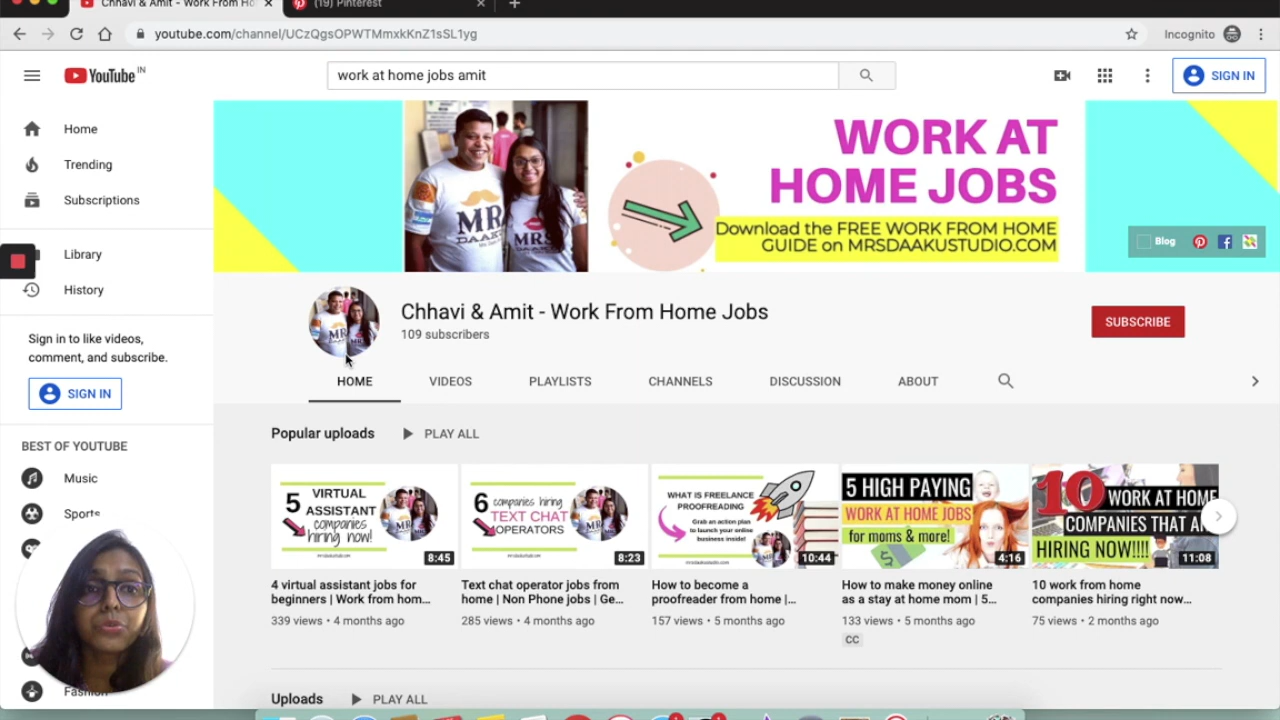 Chhavi & Amit - Work From Ho
(19) Pinterest
youtube.com/channel/UCzQgsOPWTMmxkKnZ1sSL1yg
Incognito
YouTube IN
work at home jobs amit
SIGN IN
Home
Trending
Subscriptions
Library
History
Sign in to like videos,
comment, and subscribe.
SIGN IN
BEST OF YOUTUBE
Music
Sports
Fashion
WORK AT
HOME JOBS
Download the FREE WORK FROM HOME
GUIDE on MRSDAAKUSTUDIO.COM
Blog
MRS
DAAKU
MRS
Chhavi & Amit - Work From Home Jobs
109 subscribers
SUBSCRIBE
HOME VIDEOS PLAYLISTS CHANNELS DISCUSSION ABOUT
Popular uploads PLAY ALL
5 VIRTUAL
ASSISTANT
companies
hiring now!
mrsdaakustudio.com
8:45
4 virtual assistant jobs for
beginners | Work from hom...
339 views • 4 months ago
6 companies hiring
TEXT CHAT
OPERATORS
mrsdaakustudio.com
8:23
Text chat operator jobs from
home | Non Phone jobs | Ge...
285 views • 4 months ago
WHAT IS FREELANCE
PROOFREADING
Grab an action plan
to launch your online
business inside!
mrsdaakustudio.com
10:44
How to become a
proofreader from home |...
157 views • 5 months ago
5 HIGH PAYING
WORK AT HOME JOBS
for moms & more!
4:16
How to make money online
as a stay at home mom | 5...
133 views • 5 months ago
CC
10 WORK AT HOME
COMPANIES THAT A
HIRING NOW!!!!
11:08
10 work from home
companies hiring right now...
75 views • 2 months ago
Uploads PLAY ALL